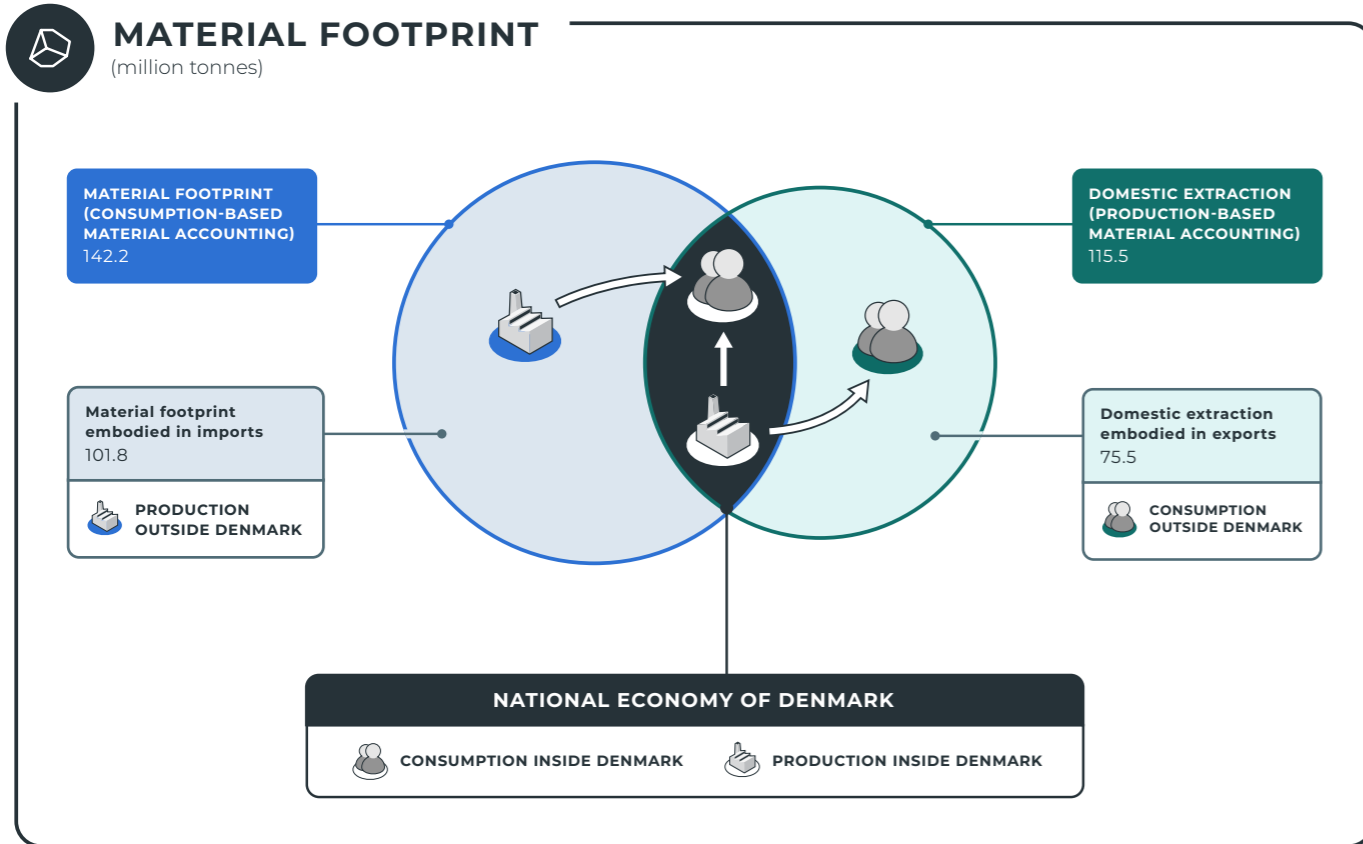 MATERIAL FOOTPRINT
(million tonnes)
MATERIAL FOOTPRINT
(CONSUMPTION-BASED
MATERIAL ACCOUNTING)
142.2
DOMESTIC EXTRACTION
(PRODUCTION-BASED
MATERIAL ACCOUNTING)
115.5
Material footprint
embodied in imports
101.8
PRODUCTION
OUTSIDE DENMARK
Domestic extraction
embodied in exports
75.5
CONSUMPTION
OUTSIDE DENMARK
NATIONAL ECONOMY OF DENMARK
CONSUMPTION INSIDE DENMARK
PRODUCTION INSIDE DENMARK